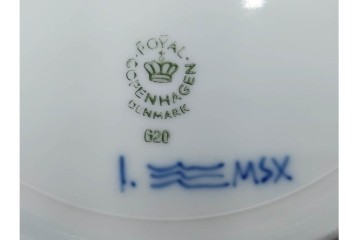 ROYAL
COPENHAGEN
DENMARK
620
1. MSX